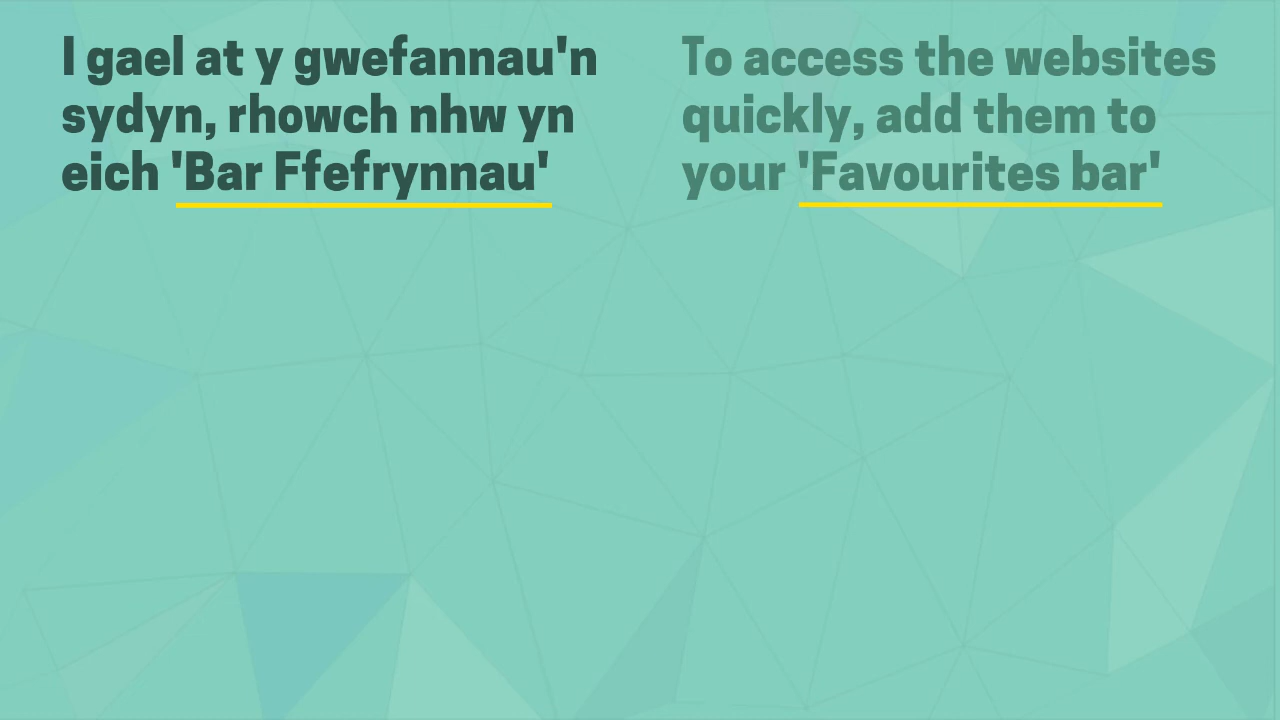 I gael at y gwefannau'n
sydyn, rhowch nhw yn
eich 'Bar Ffefrynnau'
To access the websites
quickly, add them to
your 'Favourites bar'